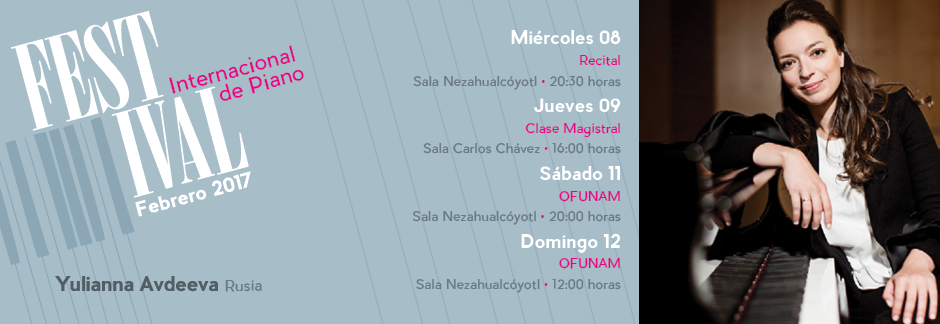 FEST
IVAL
Internacional
de Piano
Febrero 2017
Yulianna Avdeeva Rusia
Miércoles 08
Recital
Sala Nezahualcóyotl • 20:30 horas
Jueves 09
Clase Magistral
Sala Carlos Chávez • 16:00 horas
Sábado 11
OFUNAM
Sala Nezahualcóyotl • 20:00 horas
Domingo 12
OFUNAM
Sala Nezahualcóyotl • 12:00 horas